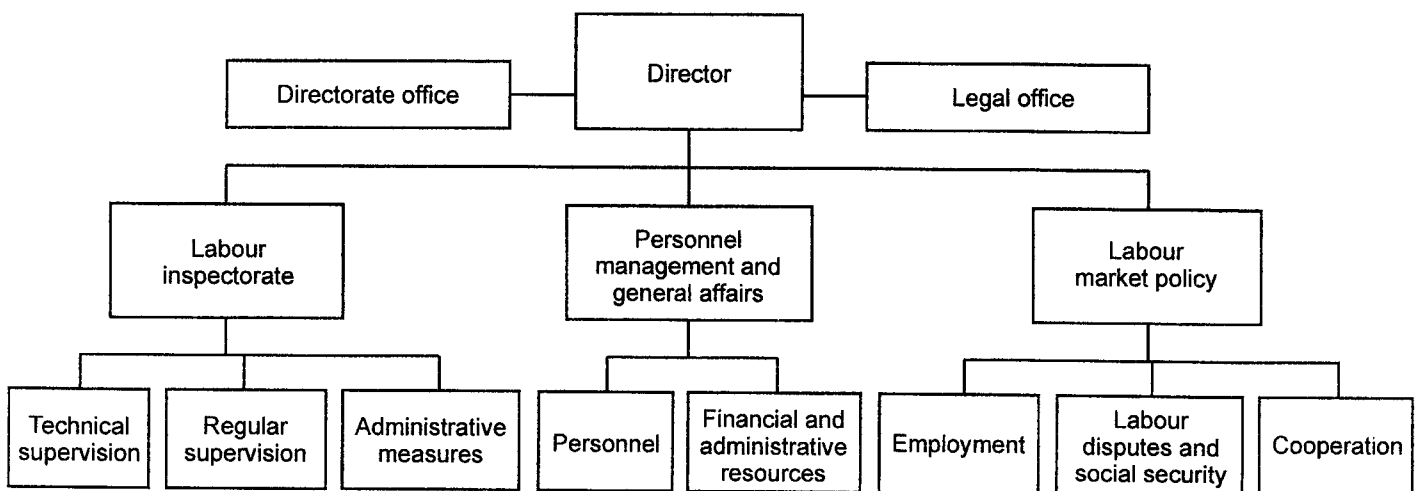 Director
Directorate office
Legal office
Labour
inspectorate
Personnel
management and
general affairs
Labour
market policy
Technical
supervision
Regular
supervision
Administrative
measures
Personnel
Financial and
administrative
resources
Employment
Labour
disputes and
social security
Cooperation